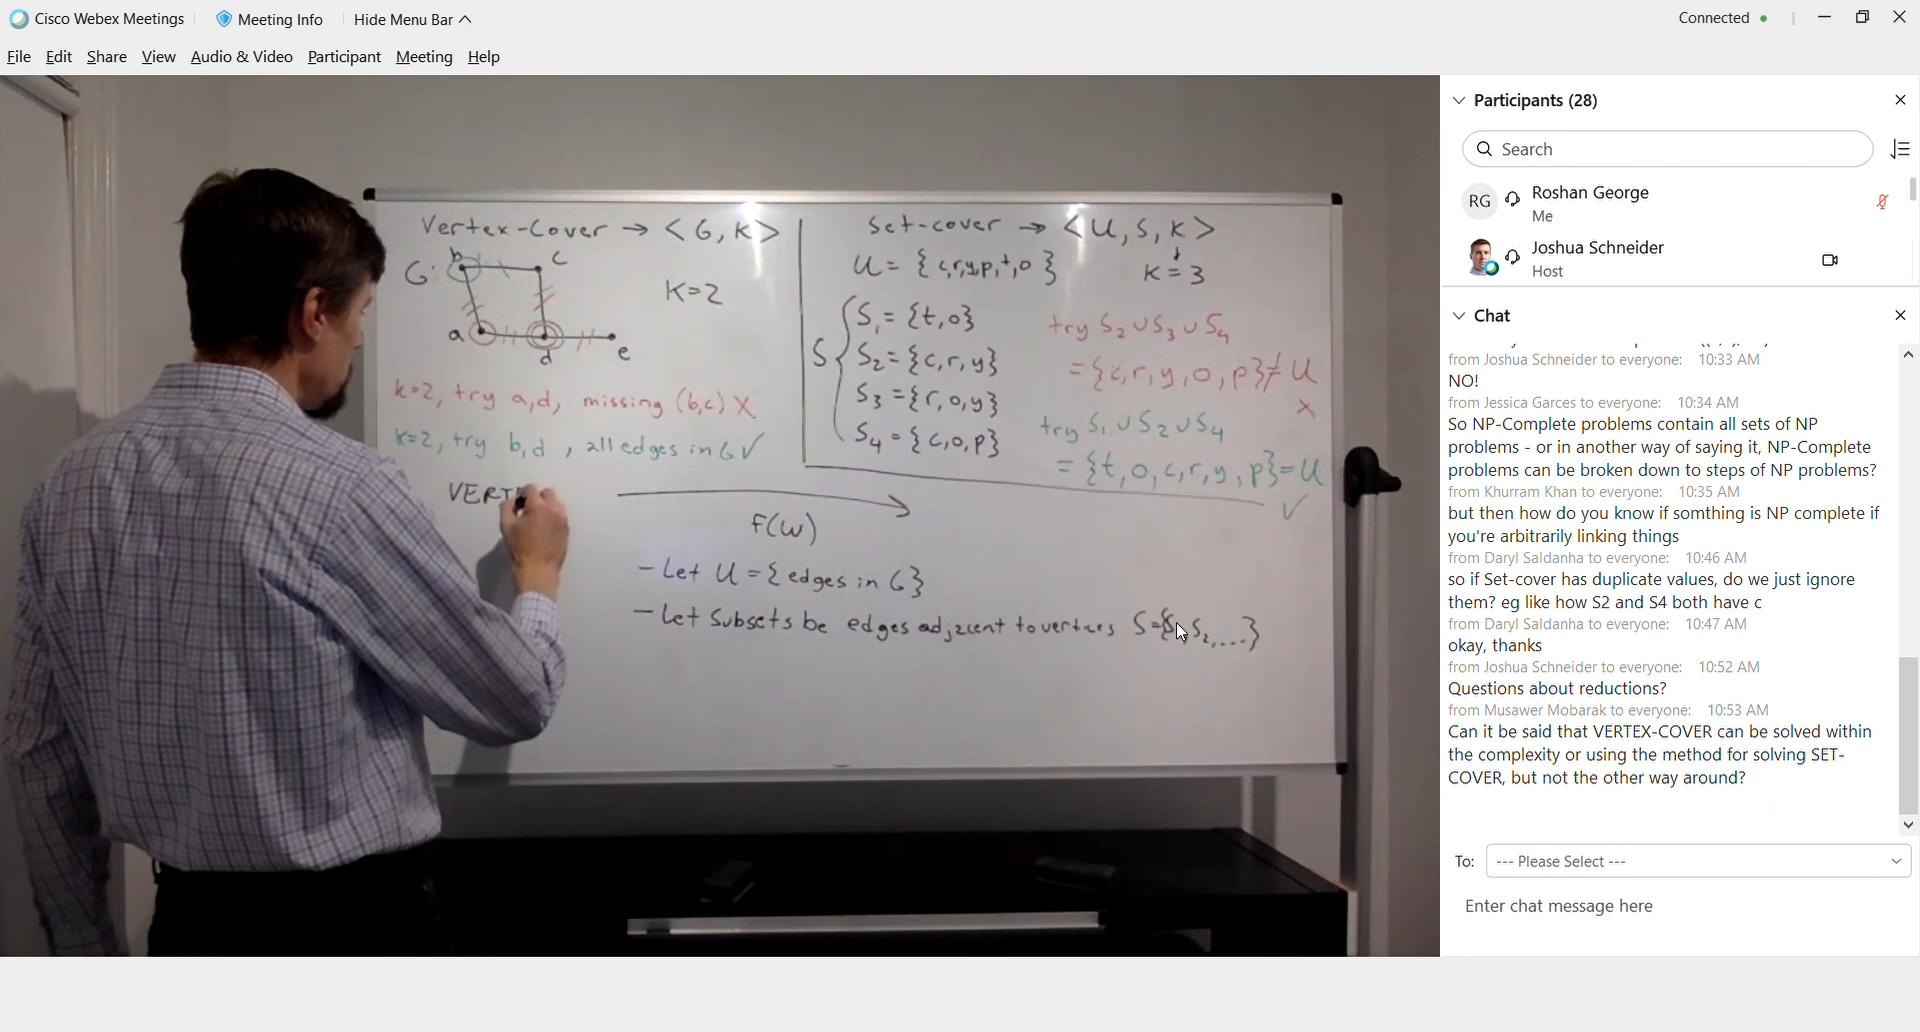 Cisco Webex Meetings
Meeting Info
Hide Menu Bar
Connected
File Edit Share View Audio & Video Participant Meeting Help
Vertex-Cover → <G, K>
G:
b
c
a
d
e
K=2
k=2, try a,d, missing (b,c) X
k=2, try b,d, all edges in G ✓
Set-cover → <U, S, K>
U = {c,r,y,p,t,o}
K=3
S
S₁ = {t,o}
S₂ = {c,r,y}
S₃ = {r,o,y}
S₄ = {c,o,p}
try S₂ ∪ S₃ ∪ S₄
= {c,r,y,o,p} ≠ U
X
try S₁ ∪ S₂ ∪ S₄
= {t,o,c,r,y,p} = U
✓
VERT
F(w)
- Let U = {edges in G}
- Let Subsets be edges adjacent to vertices S={S₁,S₂,....}
Participants (28)
Search
RG
Roshan George
Me
Joshua Schneider
Host
Chat
from Joshua Schneider to everyone: 10:33 AM
NO!
from Jessica Garces to everyone: 10:34 AM
So NP-Complete problems contain all sets of NP
problems - or in another way of saying it, NP-Complete
problems can be broken down to steps of NP problems?
from Khurram Khan to everyone: 10:35 AM
but then how do you know if somthing is NP complete if
you're arbitrarily linking things
from Daryl Saldanha to everyone: 10:46 AM
so if Set-cover has duplicate values, do we just ignore
them? eg like how S2 and S4 both have c
from Daryl Saldanha to everyone: 10:47 AM
okay, thanks
from Joshua Schneider to everyone: 10:52 AM
Questions about reductions?
from Musawer Mobarak to everyone: 10:53 AM
Can it be said that VERTEX-COVER can be solved within
the complexity or using the method for solving SET-
COVER, but not the other way around?
To:
--- Please Select ---
Enter chat message here